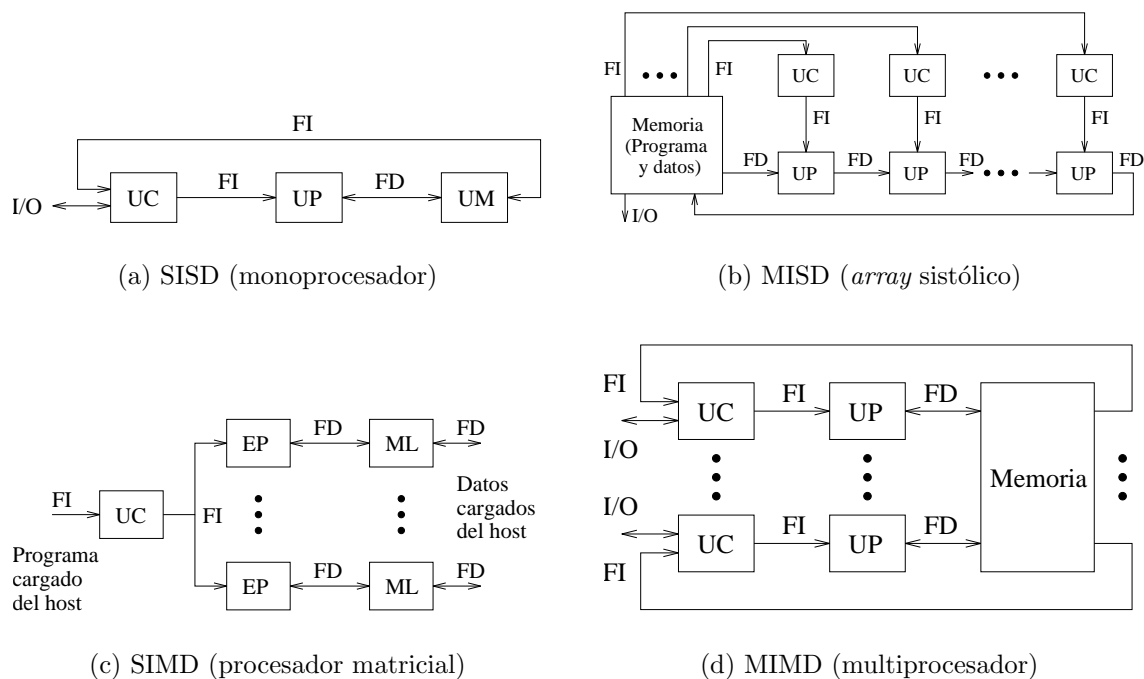 FI
I/O
UC
FI
UP
FD
UM
(a) SISD (monoprocesador)
FI
FI
UC
UC
UC
FI
FI
FI
Memoria
(Programa
y datos)
FD
UP
FD
UP
FD
UP
FD
I/O
(b) MISD (array sistólico)
FI
UC
FI
EP
FD
ML
FD
Programa
cargado
del host
Datos
cargados
del host
EP
FD
ML
FD
(c) SIMD (procesador matricial)
FI
UC
FI
UP
FD
I/O
Memoria
I/O
UC
FI
UP
FD
FI
(d) MIMD (multiprocesador)